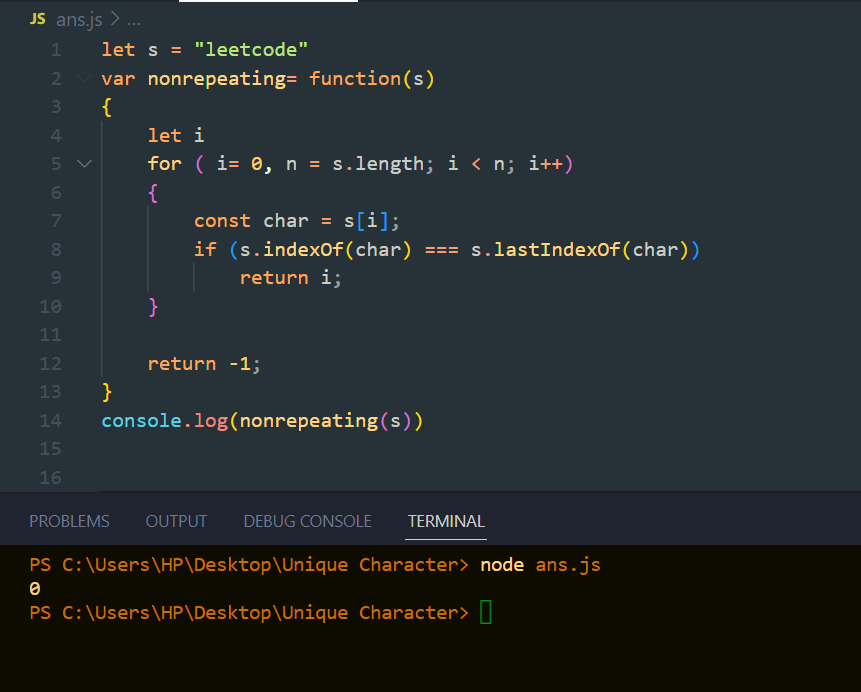 JS ans.js > ...
1 let s = "leetcode"
2 var nonrepeating= function(s)
3 {
4     let i
5     for ( i= 0, n = s.length; i < n; i++)
6     {
7         const char = s[i];
8         if (s.indexOf(char) === s.lastIndexOf(char))
9             return i;
10     }
11
12     return -1;
13 }
14 console.log(nonrepeating(s))
15
16
PROBLEMS OUTPUT DEBUG CONSOLE TERMINAL
PS C:\Users\HP\Desktop\Unique Character> node ans.js
0
PS C:\Users\HP\Desktop\Unique Character>